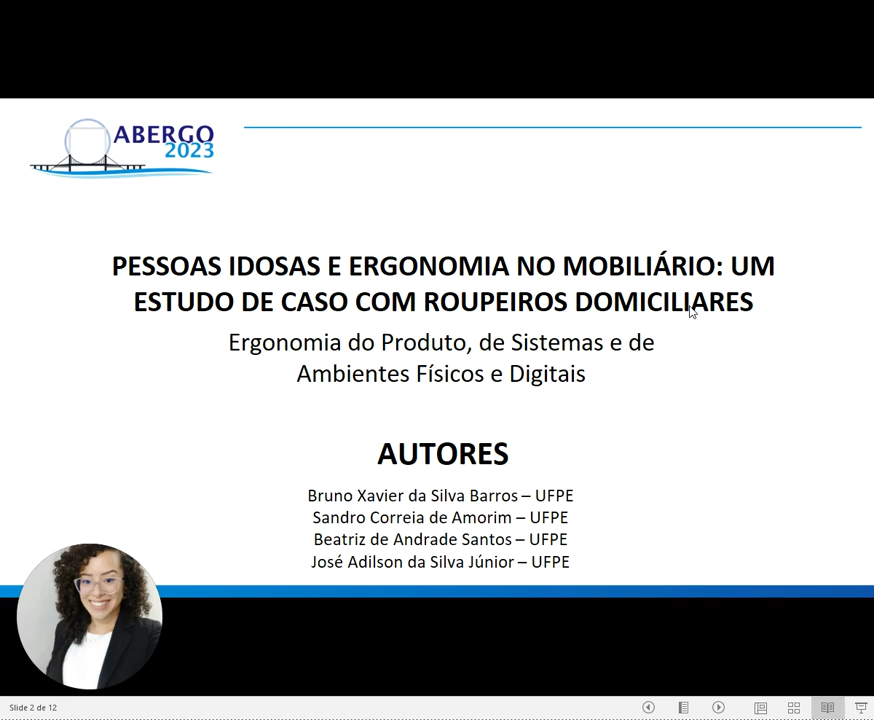 ABERGO
2023
PESSOAS IDOSAS E ERGONOMIA NO MOBILIÁRIO: UM
ESTUDO DE CASO COM ROUPEIROS DOMICILIARES
Ergonomia do Produto, de Sistemas e de
Ambientes Físicos e Digitais
AUTORES
Bruno Xavier da Silva Barros – UFPE
Sandro Correia de Amorim – UFPE
Beatriz de Andrade Santos – UFPE
José Adilson da Silva Júnior – UFPE
Slide 2 de 12